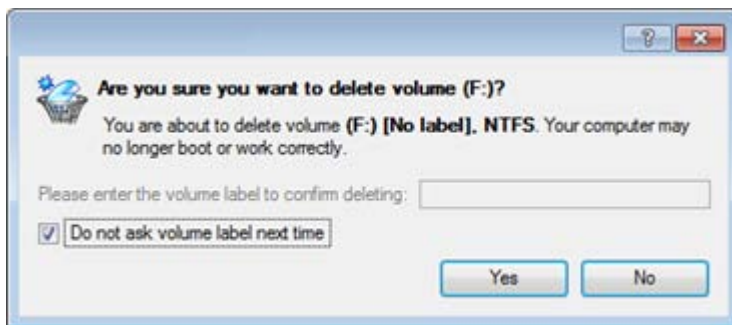 Are you sure you want to delete volume (F:)?
You are about to delete volume (F:) [No label], NTFS. Your computer may
no longer boot or work correctly.
Please enter the volume label to confirm deleting:
Do not ask volume label next time
Yes No